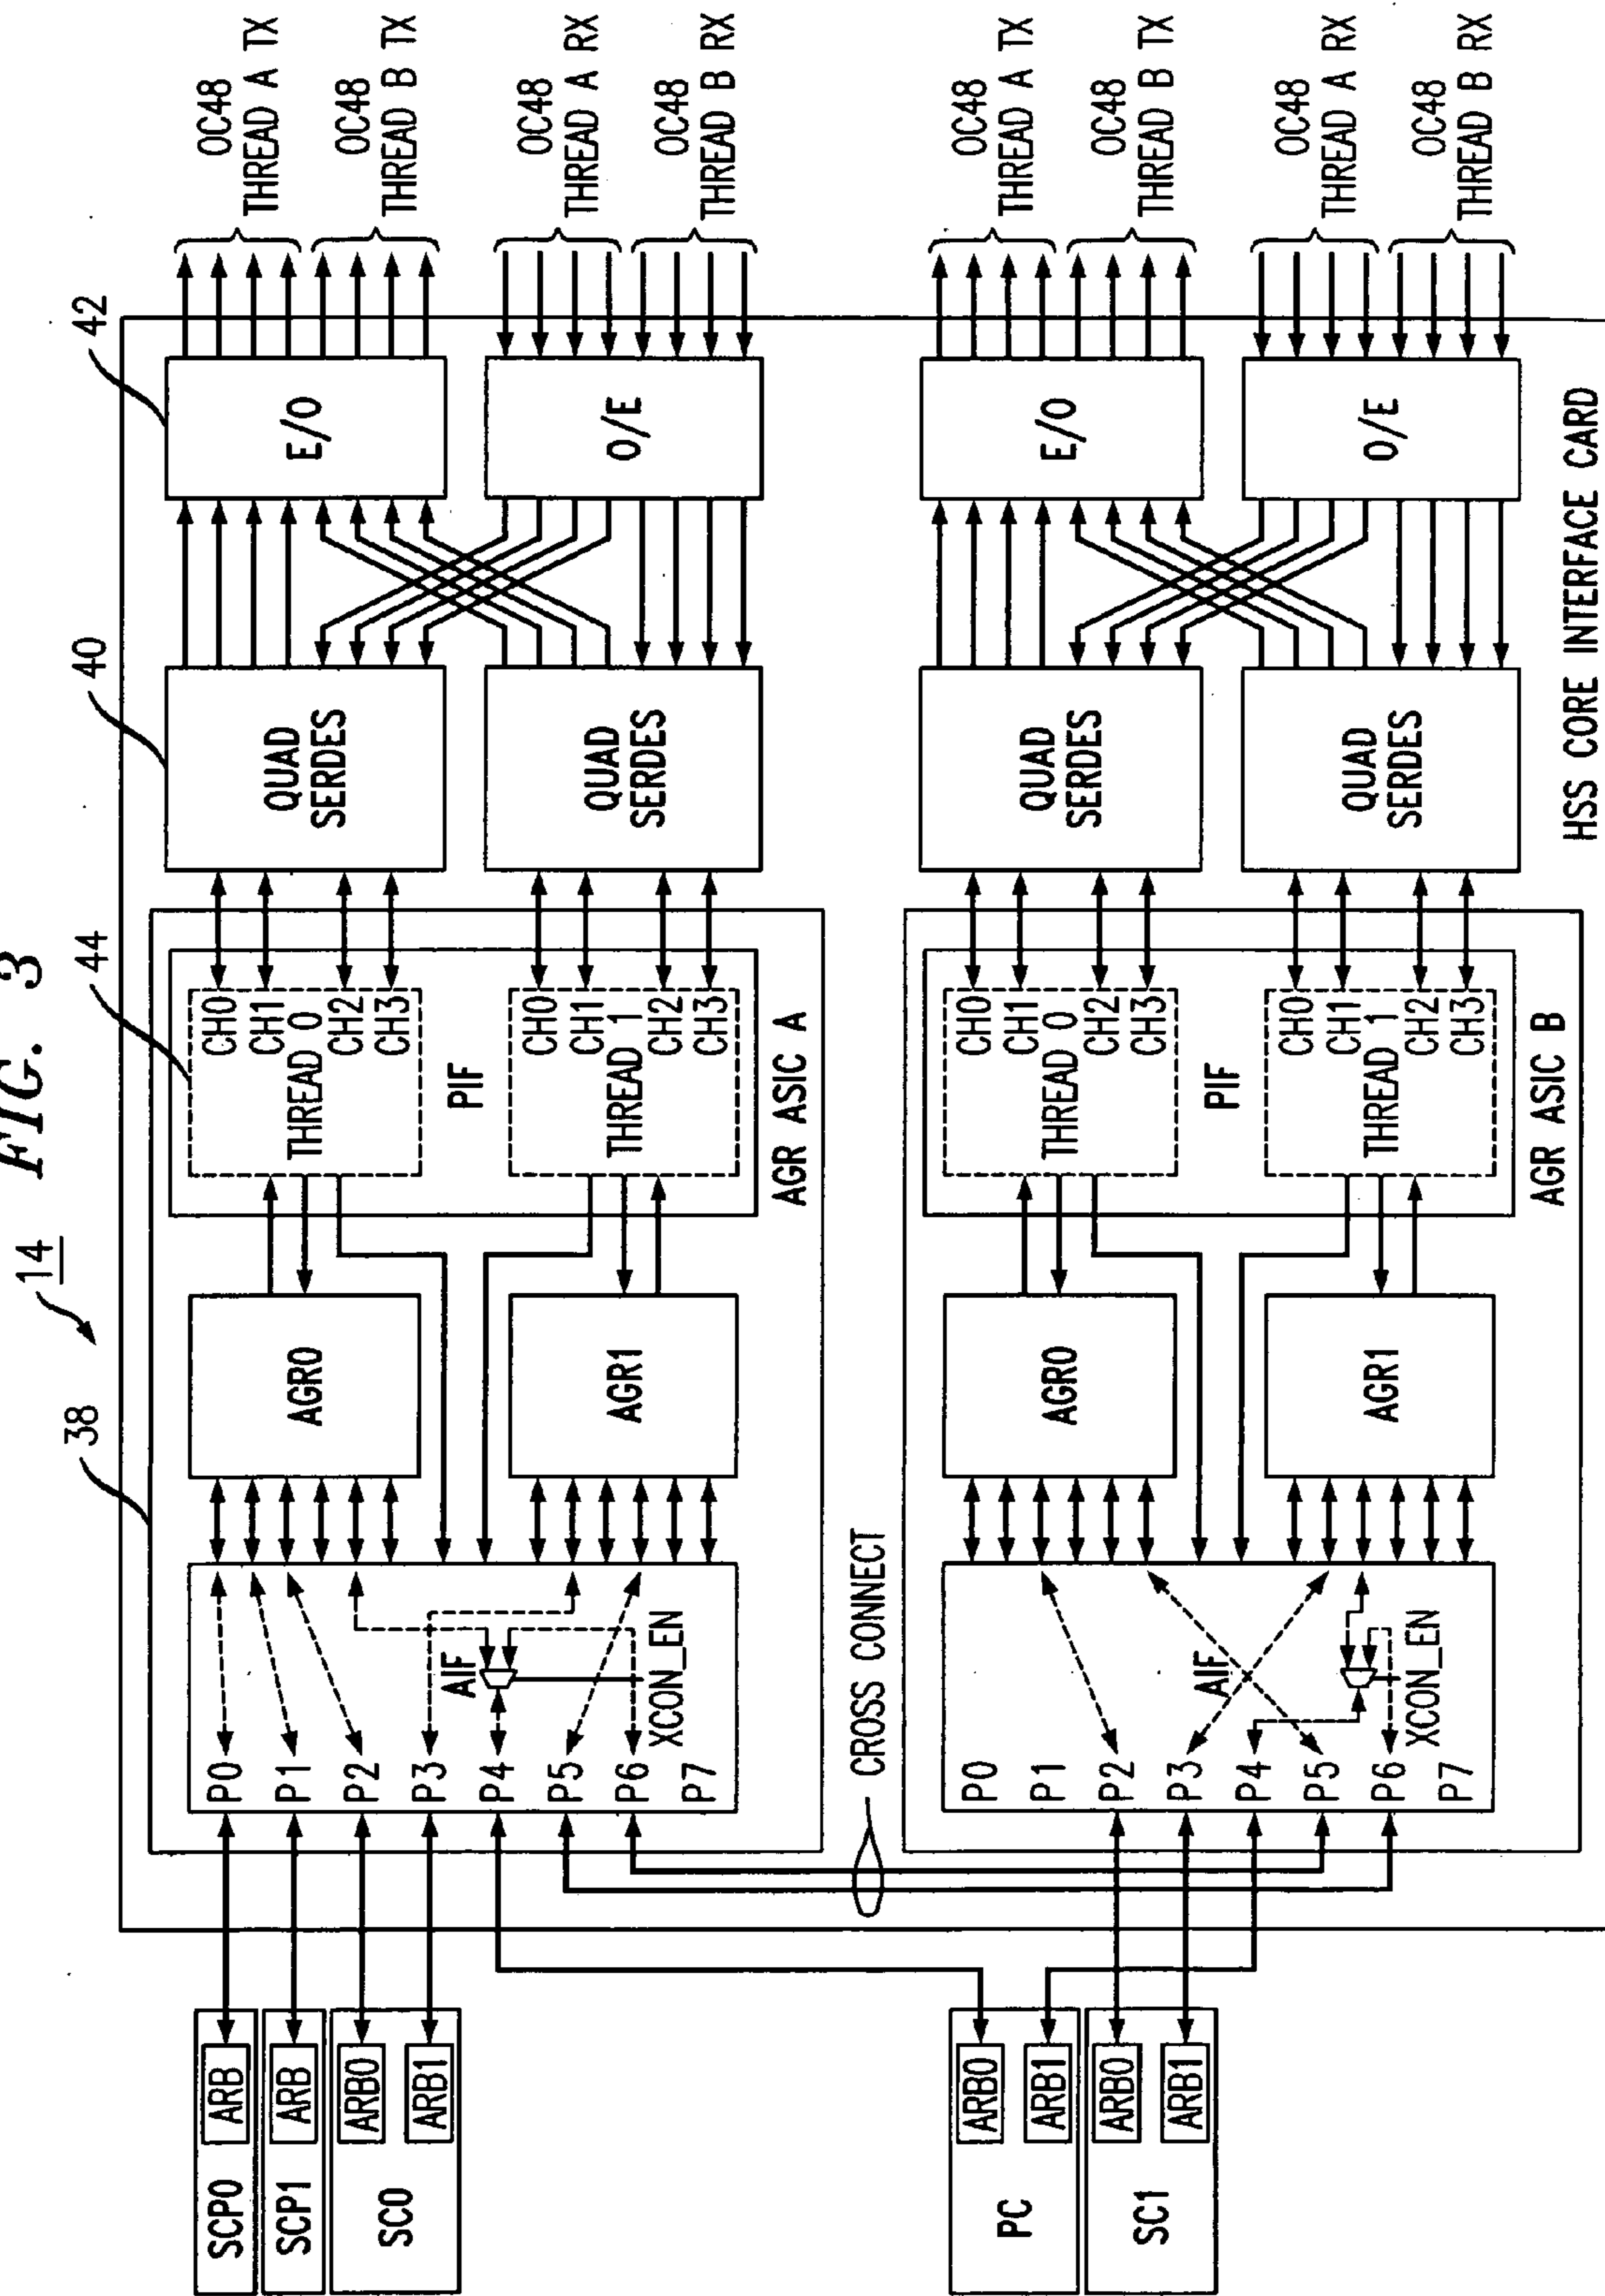 FIG. 3
14
38
44
40
42
SCP0
ARB
SCP1
ARB
SC0
ARB0
ARB1
P0
P1
P2
P3
P4
P5
P6
P7
AIF
XCON_EN
AGR0
AGR1
CH0
CH1
THREAD 0
CH2
CH3
PIF
CH0
CH1
THREAD 1
CH2
CH3
AGR ASIC A
QUAD
SERDES
QUAD
SERDES
E/O
O/E
OC48
THREAD A TX
OC48
THREAD B TX
OC48
THREAD A RX
OC48
THREAD B RX
CROSS CONNECT
PC
ARB0
ARB1
SC1
ARB0
ARB1
P0
P1
P2
P3
P4
P5
P6
P7
AIF
XCON_EN
AGR0
AGR1
CH0
CH1
THREAD 0
CH2
CH3
PIF
CH0
CH1
THREAD 1
CH2
CH3
AGR ASIC B
QUAD
SERDES
QUAD
SERDES
E/O
O/E
OC48
THREAD A TX
OC48
THREAD B TX
OC48
THREAD A RX
OC48
THREAD B RX
HSS CORE INTERFACE CARD